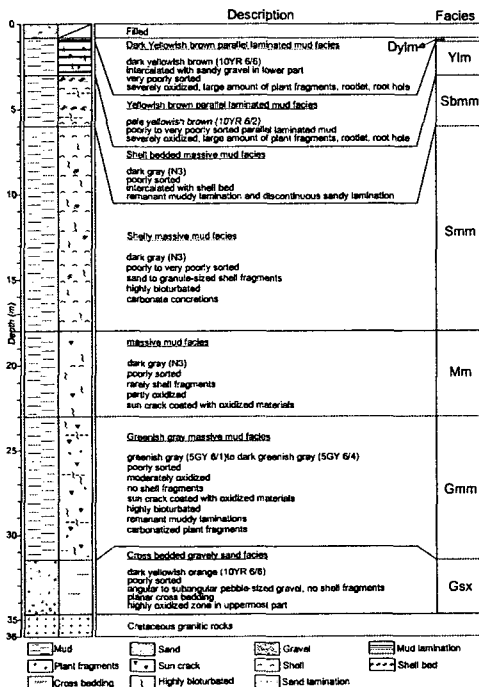 Description
Facies
Filled
Dark Yellowish brown parallel laminated mud facies
Dylm
dark yellowish brown (10YR 6/6)
intercalated with sandy gravel in lower part
very poorly sorted
severely oxidized, large amount of plant fragments, rootlet, root hole
Ylm
Yellowish brown parallel laminated mud facies
pale yellowish brown (10YR 6/2)
poorly to very poorly sorted parallel laminated mud
severely oxidized, large amount of plant fragments, rootlet, root hole
Sbmm
Shell bedded massive mud facies
dark gray (N3)
poorly sorted
intercalated with shell bed
remanant muddy lamination and discontinuous sandy lamination
Shelly massive mud facies
Smm
dark gray (N3)
poorly to very poorly sorted
sand to granule-sized shell fragments
highly bioturbated
carbonate concretions
massive mud facies
Mm
dark gray (N3)
poorly sorted
rarely shell fragments
partly oxidized
sun crack coated with oxidized materials
Greenish gray massive mud facies
greenish gray (5GY 6/1)to dark greenish gray (5GY 6/4)
poorly sorted
moderately oxidized
no shell fragments
Gmm
sun crack coated with oxidized materials
highly bioturbated
remanant muddy laminations
carbonatized plant fragments
Cross bedded gravely sand facies
dark yellowish orange (10YR 6/6)
poorly sorted
angular to subangular pebble-sized gravel, no shell fragments
planar cross bedding
highly oxidized zone in uppermost part
Gsx
Cretaceous granitic rocks
0
5
10
15
20
25
30
35
36
Depth (m)
Mud
Sand
Gravel
Mud lamination
Plant fragments
Sun crack
Shell
Shell bed
Cross bedding
Highly bioturbated
Sand lamination